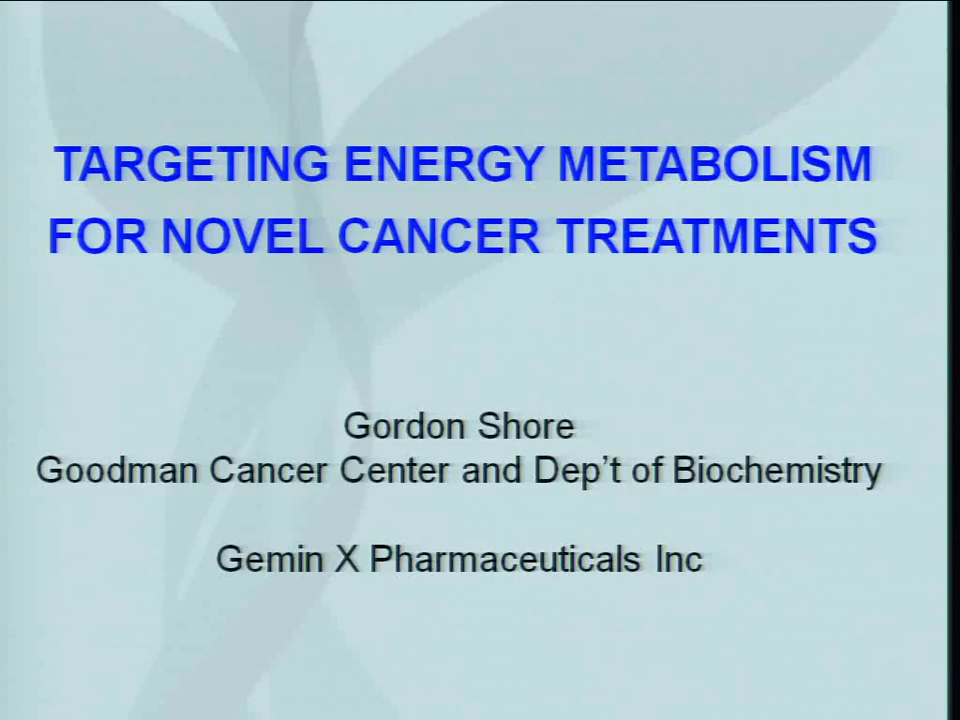 TARGETING ENERGY METABOLISM
FOR NOVEL CANCER TREATMENTS
Gordon Shore
Goodman Cancer Center and Dep’t of Biochemistry
Gemin X Pharmaceuticals Inc